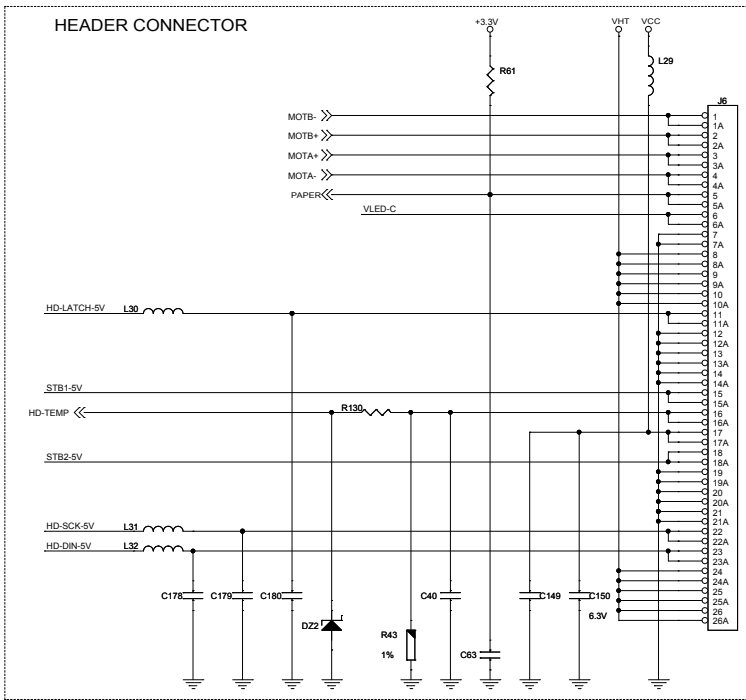 HEADER CONNECTOR
+3.3V
VHT
VCC
R61
L29
J6
MOTB-
MOTB+
MOTA+
MOTA-
PAPER
VLED-C
1
1A
2
2A
3
3A
4
4A
5
5A
6
6A
7
7A
8
8A
9
9A
10
10A
HD-LATCH-5V
L30
11
11A
12
12A
13
13A
14
14A
STB1-5V
15
15A
HD-TEMP
R130
16
16A
17
17A
STB2-5V
18
18A
19
19A
20
20A
21
21A
HD-SCK-5V
L31
22
22A
HD-DIN-5V
L32
23
23A
24
24A
25
25A
26
26A
C178
C179
C180
C40
C149
C150
6.3V
DZ2
R43
1%
C63